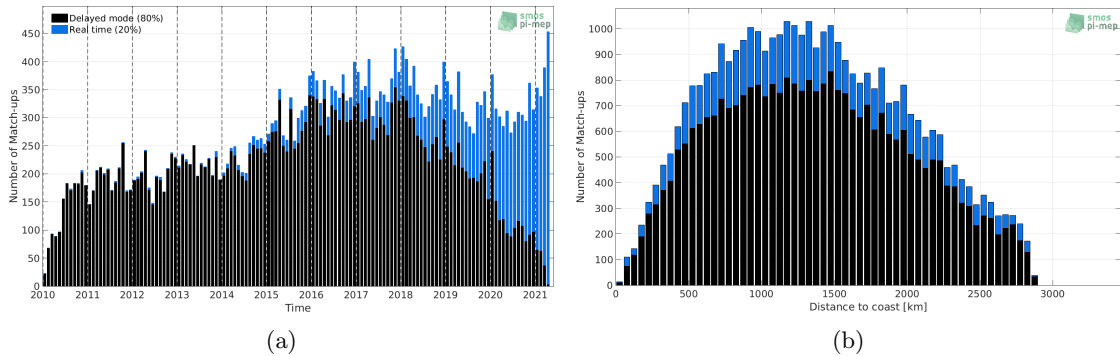 Delayed mode (80%)
Real time (20%)
smos
pi-mep
450
400
350
300
250
200
150
100
50
0
Number of Match-ups
2010 2011 2012 2013 2014 2015 2016 2017 2018 2019 2020 2021
Time
(a)
smos
pi-mep
1000
900
800
700
600
500
400
300
200
100
0
Number of Match-ups
0 500 1000 1500 2000 2500 3000
Distance to coast [km]
(b)